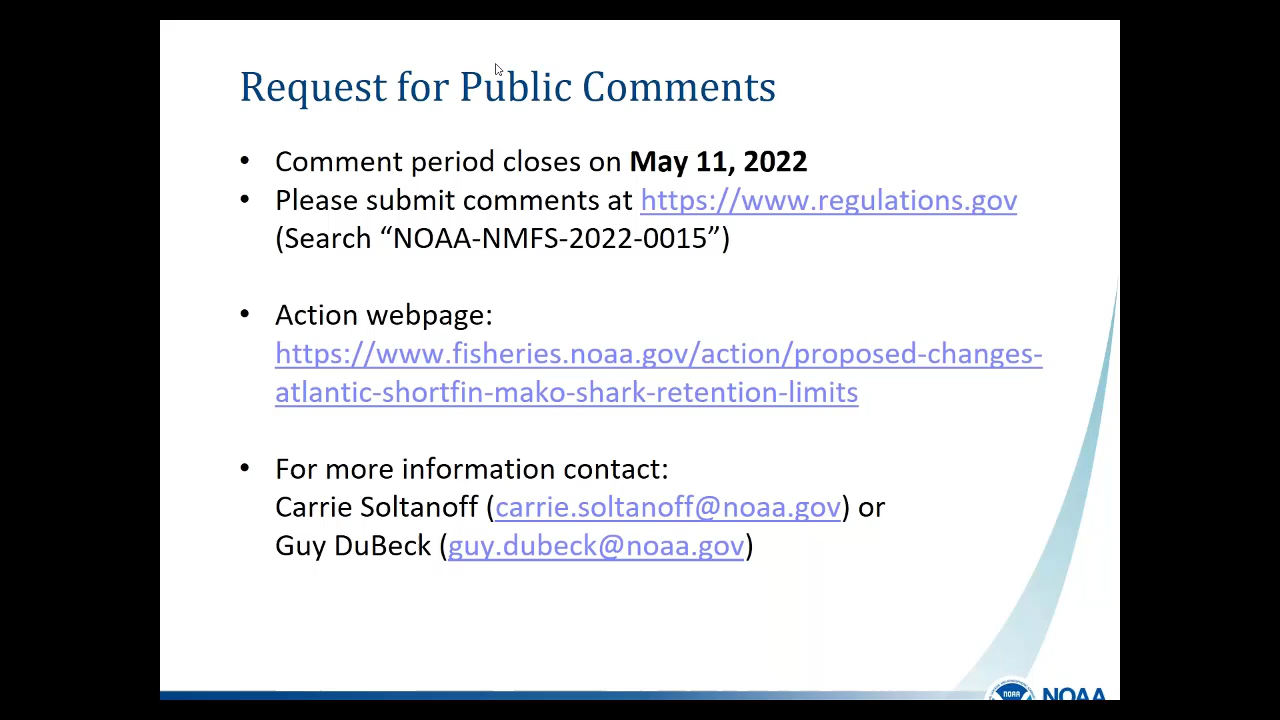 Request for Public Comments
• Comment period closes on May 11, 2022
• Please submit comments at https://www.regulations.gov
(Search “NOAA-NMFS-2022-0015”)
• Action webpage:
https://www.fisheries.noaa.gov/action/proposed-changes-
atlantic-shortfin-mako-shark-retention-limits
• For more information contact:
Carrie Soltanoff (carrie.soltanoff@noaa.gov) or
Guy DuBeck (guy.dubeck@noaa.gov)
NOAA
NOAA